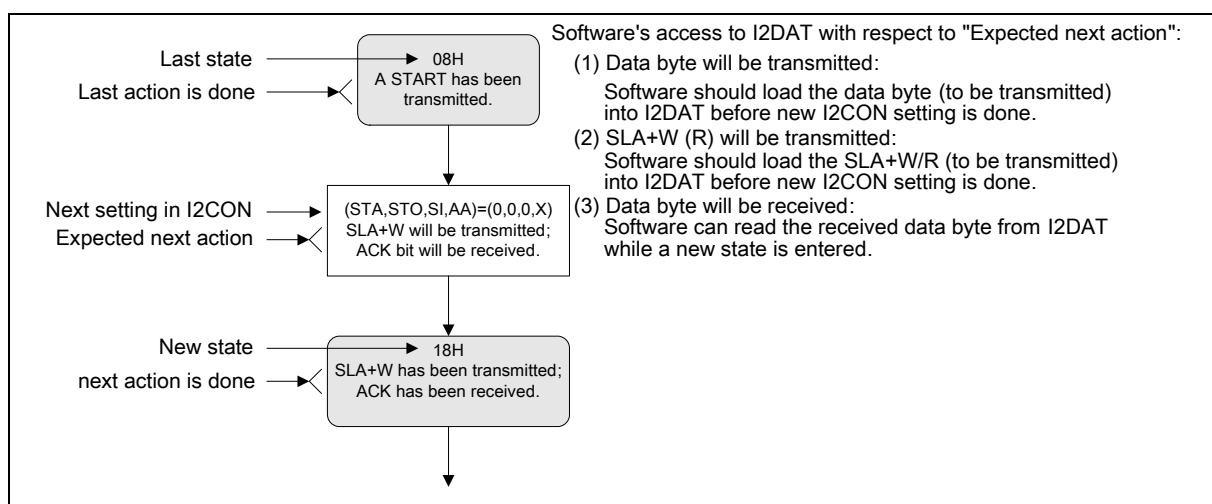 Last state
Last action is done
08H
A START has been
transmitted.
Next setting in I2CON
Expected next action
(STA,STO,SI,AA)=(0,0,0,X)
SLA+W will be transmitted;
ACK bit will be received.
New state
next action is done
18H
SLA+W has been transmitted;
ACK has been received.
Software's access to I2DAT with respect to "Expected next action":
(1) Data byte will be transmitted:
Software should load the data byte (to be transmitted)
into I2DAT before new I2CON setting is done.
(2) SLA+W (R) will be transmitted:
Software should load the SLA+W/R (to be transmitted)
into I2DAT before new I2CON setting is done.
(3) Data byte will be received:
Software can read the received data byte from I2DAT
while a new state is entered.